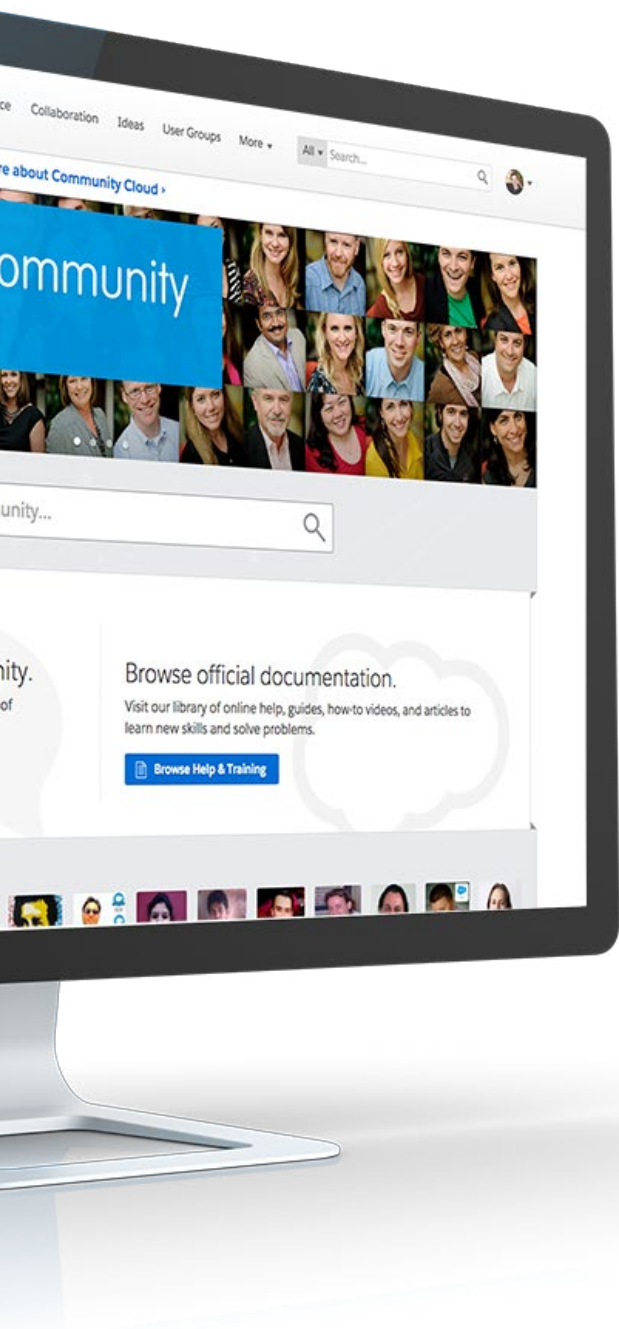 ce Collaboration Ideas User Groups More All Search...
re about Community Cloud ›
ommunity
unity...
nity.
of
Browse official documentation.
Visit our library of online help, guides, how-to videos, and articles to
learn new skills and solve problems.
Browse Help & Training